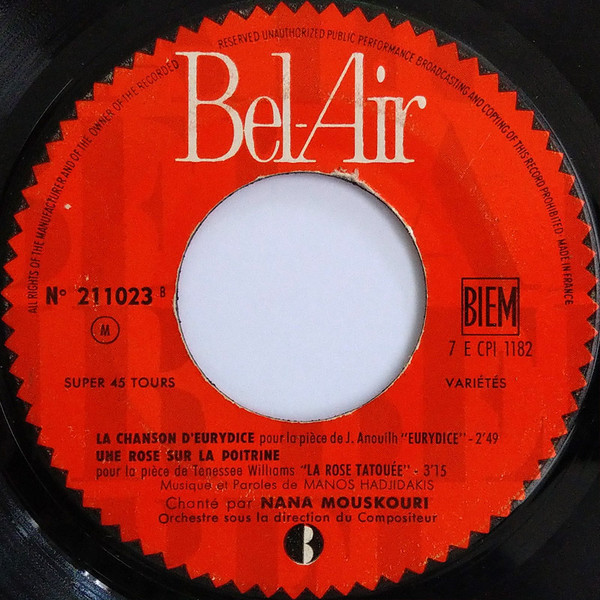 ALL RIGHTS OF THE MANUFACTURER AND OF THE OWNER OF THE RECORDED RESERVED UNAUTHORIZED PUBLIC PERFORMANCE BROADCASTING AND COPYING OF THIS RECORD PROHIBITED · MADE IN FRANCE
Bel-Air
Nº 211023 B
BIEM
M
7 E CPI 1182
SUPER 45 TOURS
VARIÉTÉS
LA CHANSON D'EURYDICE pour la pièce de J. Anouilh "EURYDICE" - 2'49
UNE ROSE SUR LA POITRINE
pour la pièce de Tenessee Williams "LA ROSE TATOUÉE" - 3'15
Musique et Paroles de MANOS HADJIDAKIS
Chanté par NANA MOUSKOURI
Orchestre sous la direction du Compositeur
B